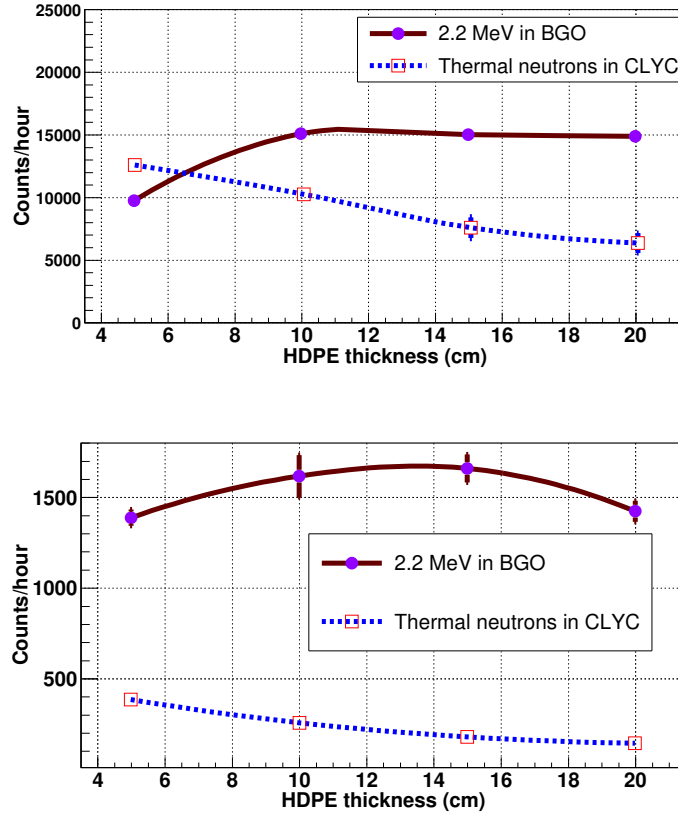 2.2 MeV in BGO
Thermal neutrons in CLYC
Counts/hour
25000
20000
15000
10000
5000
0
4 6 8 10 12 14 16 18 20
HDPE thickness (cm)
2.2 MeV in BGO
Thermal neutrons in CLYC
Counts/hour
1500
1000
500
4 6 8 10 12 14 16 18 20
HDPE thickness (cm)